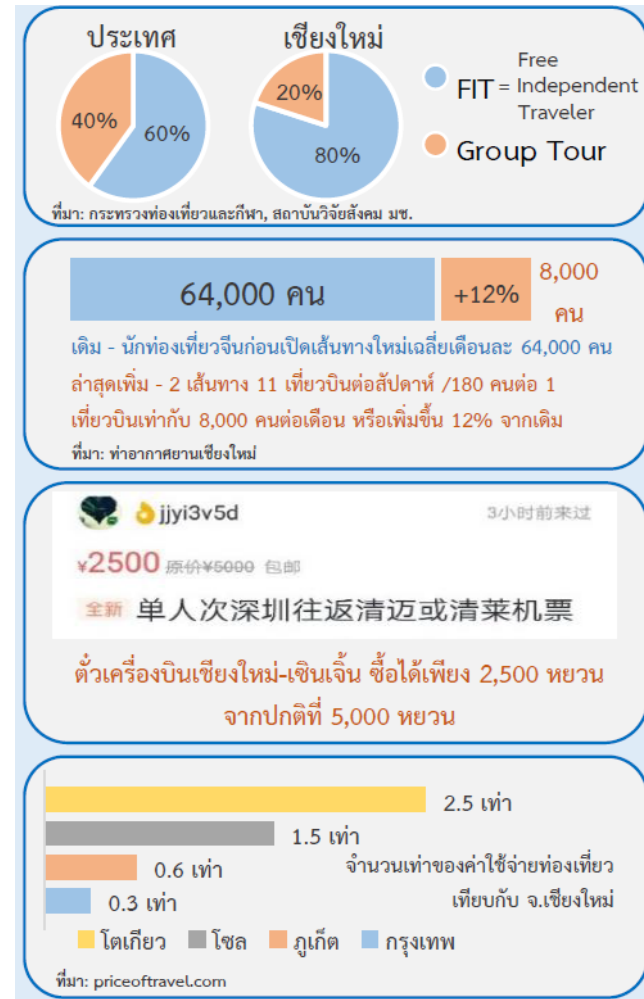 ประเทศ
เชียงใหม่
40%
60%
20%
80%
FIT = Free Independent Traveler
Group Tour
ที่มา: กระทรวงท่องเที่ยวและกีฬา, สถาบันวิจัยสังคม มช.
64,000 คน
+12%
8,000
คน
เดิม - นักท่องเที่ยวจีนก่อนเปิดเส้นทางใหม่เฉลี่ยเดือนละ 64,000 คน
ล่าสุดเพิ่ม - 2 เส้นทาง 11 เที่ยวบินต่อสัปดาห์ /180 คนต่อ 1
เที่ยวบินเท่ากับ 8,000 คนต่อเดือน หรือเพิ่มขึ้น 12% จากเดิม
ที่มา: ท่าอากาศยานเชียงใหม่
jjyi3v5d
3小时前来过
¥2500 原价¥5000 包邮
全新 单人次深圳往返清迈或清莱机票
ตั๋วเครื่องบินเชียงใหม่-เซินเจิ้น ซื้อได้เพียง 2,500 หยวน
จากปกติที่ 5,000 หยวน
2.5 เท่า
1.5 เท่า
0.6 เท่า
0.3 เท่า
จำนวนเท่าของค่าใช้จ่ายท่องเที่ยว
เทียบกับ จ.เชียงใหม่
โตเกียว โซล ภูเก็ต กรุงเทพ
ที่มา: priceoftravel.com